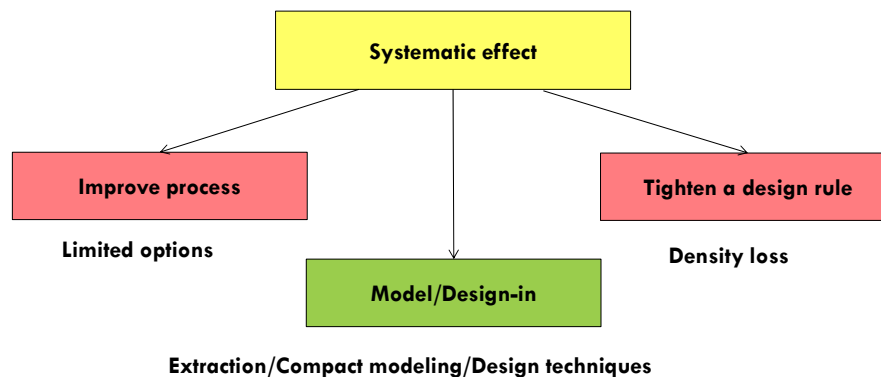 Systematic effect
Improve process
Tighten a design rule
Limited options
Density loss
Model/Design-in
Extraction/Compact modeling/Design techniques